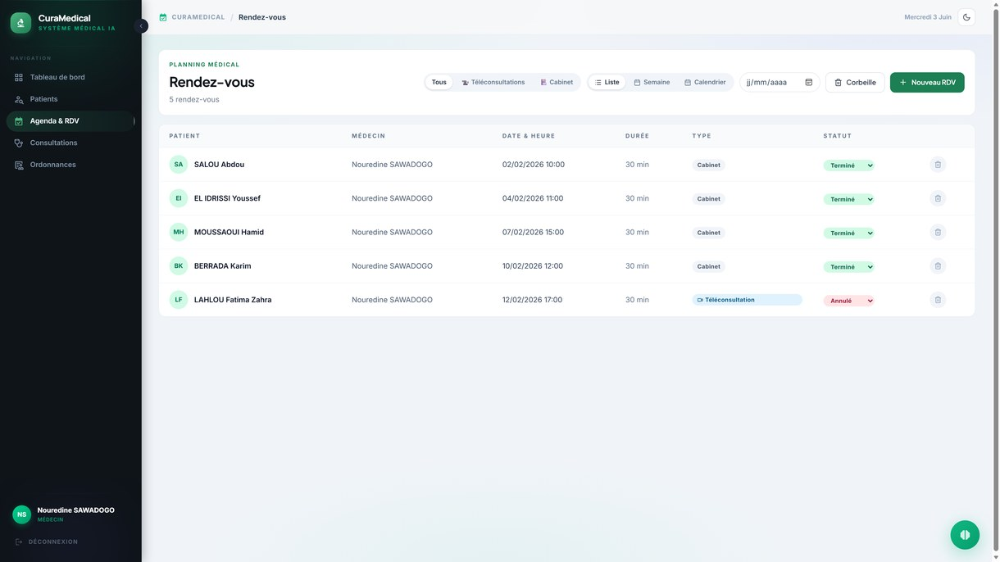 CuraMedical
SYSTÈME MÉDICAL IA
NAVIGATION
Tableau de bord
Patients
Agenda & RDV
Consultations
Ordonnances
Nouredine SAWADOGO
NS
MÉDECIN
DÉCONNEXION
CURAMEDICAL / Rendez-vous
Mercredi 3 Juin
PLANNING MÉDICAL
Rendez-vous
5 rendez-vous
Tous Téléconsultations Cabinet Liste Semaine Calendrier jj/mm/aaaa Corbeille + Nouveau RDV
PATIENT MÉDECIN DATE & HEURE DURÉE TYPE STATUT
SA SALOU Abdou Nouredine SAWADOGO 02/02/2026 10:00 30 min Cabinet Terminé
EI EL IDRISSI Youssef Nouredine SAWADOGO 04/02/2026 11:00 30 min Cabinet Terminé
MH MOUSSAOUI Hamid Nouredine SAWADOGO 07/02/2026 15:00 30 min Cabinet Terminé
BK BERRADA Karim Nouredine SAWADOGO 10/02/2026 12:00 30 min Cabinet Terminé
LF LAHLOU Fatima Zahra Nouredine SAWADOGO 12/02/2026 17:00 30 min Téléconsultation Annulé